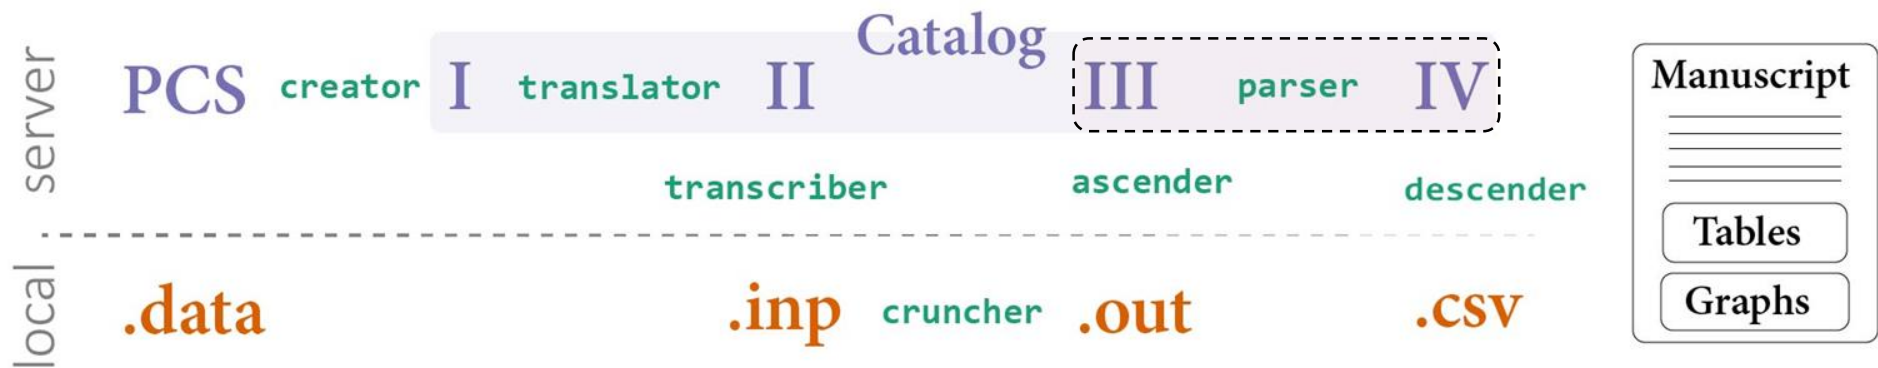 server
Catalog
PCS creator I translator II III parser IV
transcriber ascender descender
local
.data .inp cruncher .out .csv
Manuscript
Tables
Graphs